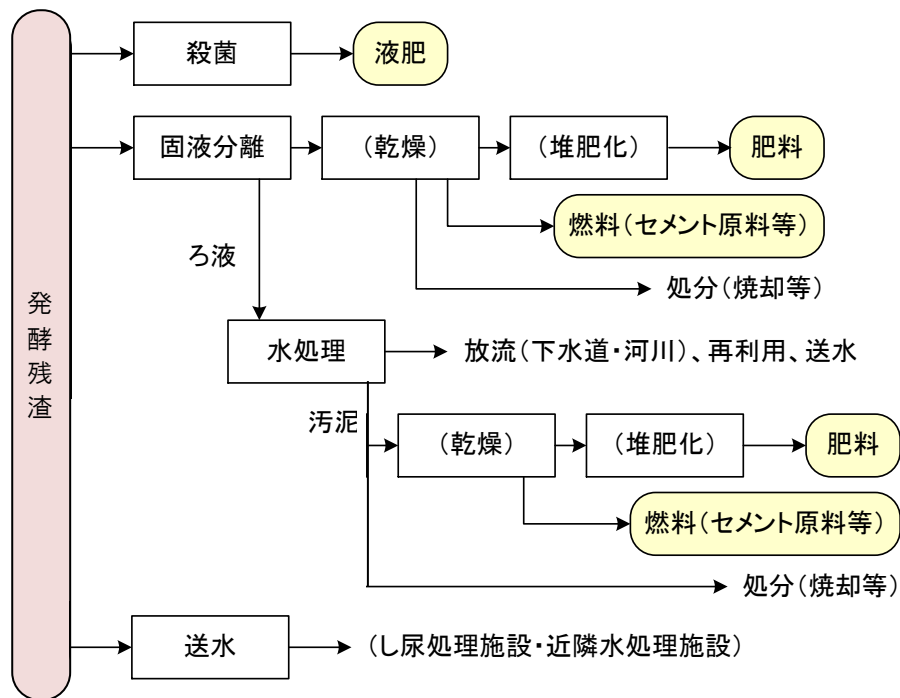 発酵残渣
殺菌
液肥
固液分離
（乾燥）
（堆肥化）
肥料
燃料（セメント原料等）
ろ液
処分（焼却等）
水処理
放流（下水道・河川）、再利用、送水
汚泥
（乾燥）
（堆肥化）
肥料
燃料（セメント原料等）
処分（焼却等）
送水
（し尿処理施設・近隣水処理施設）